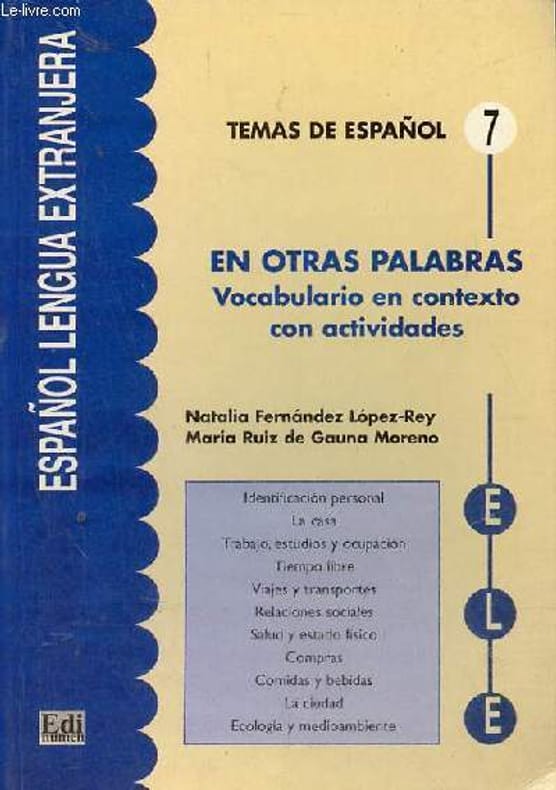 Le-livre.com
ESPAÑOL LENGUA EXTRANJERA
TEMAS DE ESPAÑOL 7
EN OTRAS PALABRAS
Vocabulario en contexto
con actividades
Natalia Fernández López-Rey
María Ruiz de Gauna Moreno
Identificación personal
La casa
Trabajo, estudios y ocupación
Tiempo libre
Viajes y transportes
Relaciones sociales
Salud y estado físico
Compras
Comidas y bebidas
La ciudad
Ecología y medioambiente
E
L
E
Edi
numen